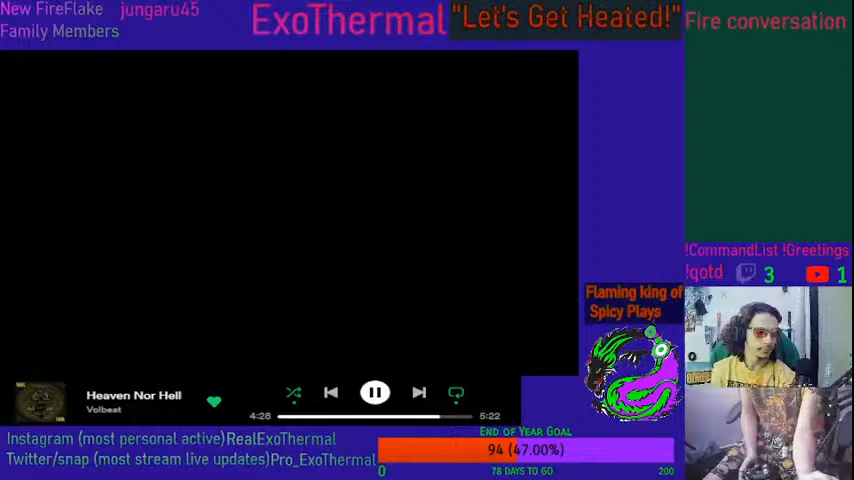 New FireFlake jungaru45
Family Members
ExoThermal
"Let's Get Heated!"
Fire conversation
!CommandList !Greetings
!qotd 3 1
Flaming king of
Spicy Plays
Heaven Nor Hell
Volbeat
4:28 5:22
Instagram (most personal active)RealExoThermal
Twitter/snap (most stream live updates)Pro_ExoThermal
End of Year Goal
94 (47.00%)
0 78 DAYS TO GO 200